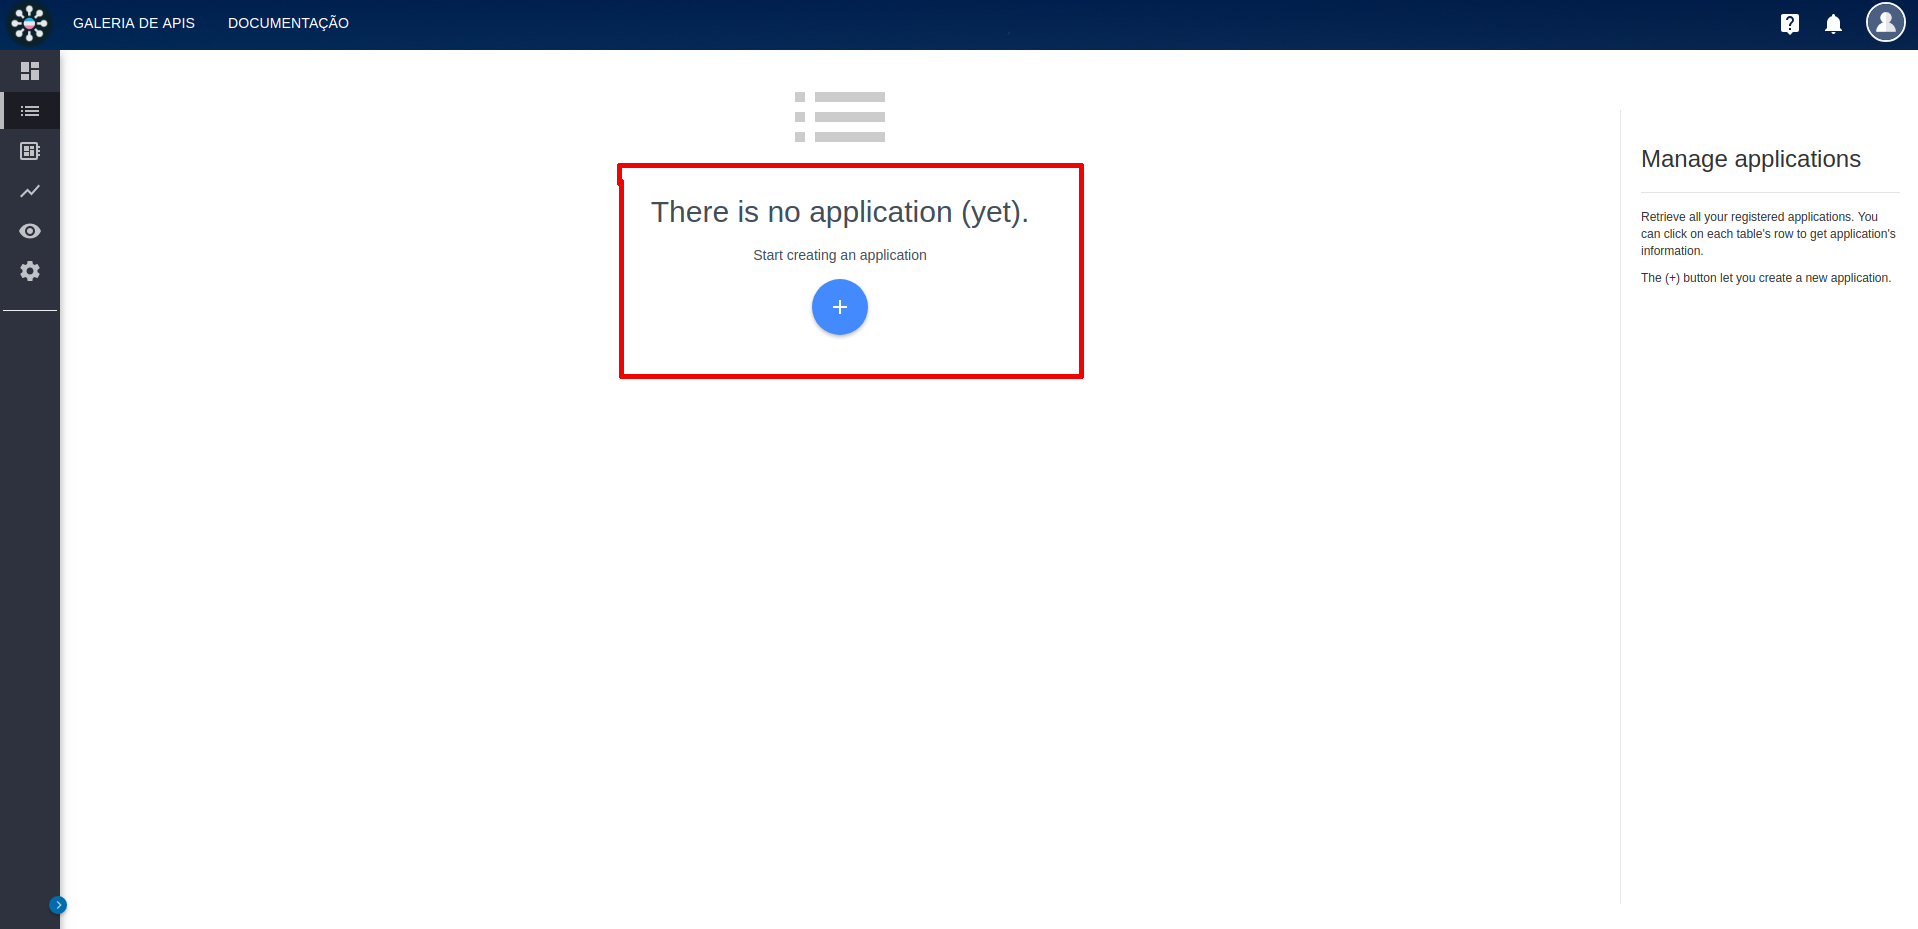 GALERIA DE APIS
DOCUMENTAÇÃO
There is no application (yet).
Start creating an application
Manage applications
Retrieve all your registered applications. You
can click on each table's row to get application's
information.
The (+) button let you create a new application.